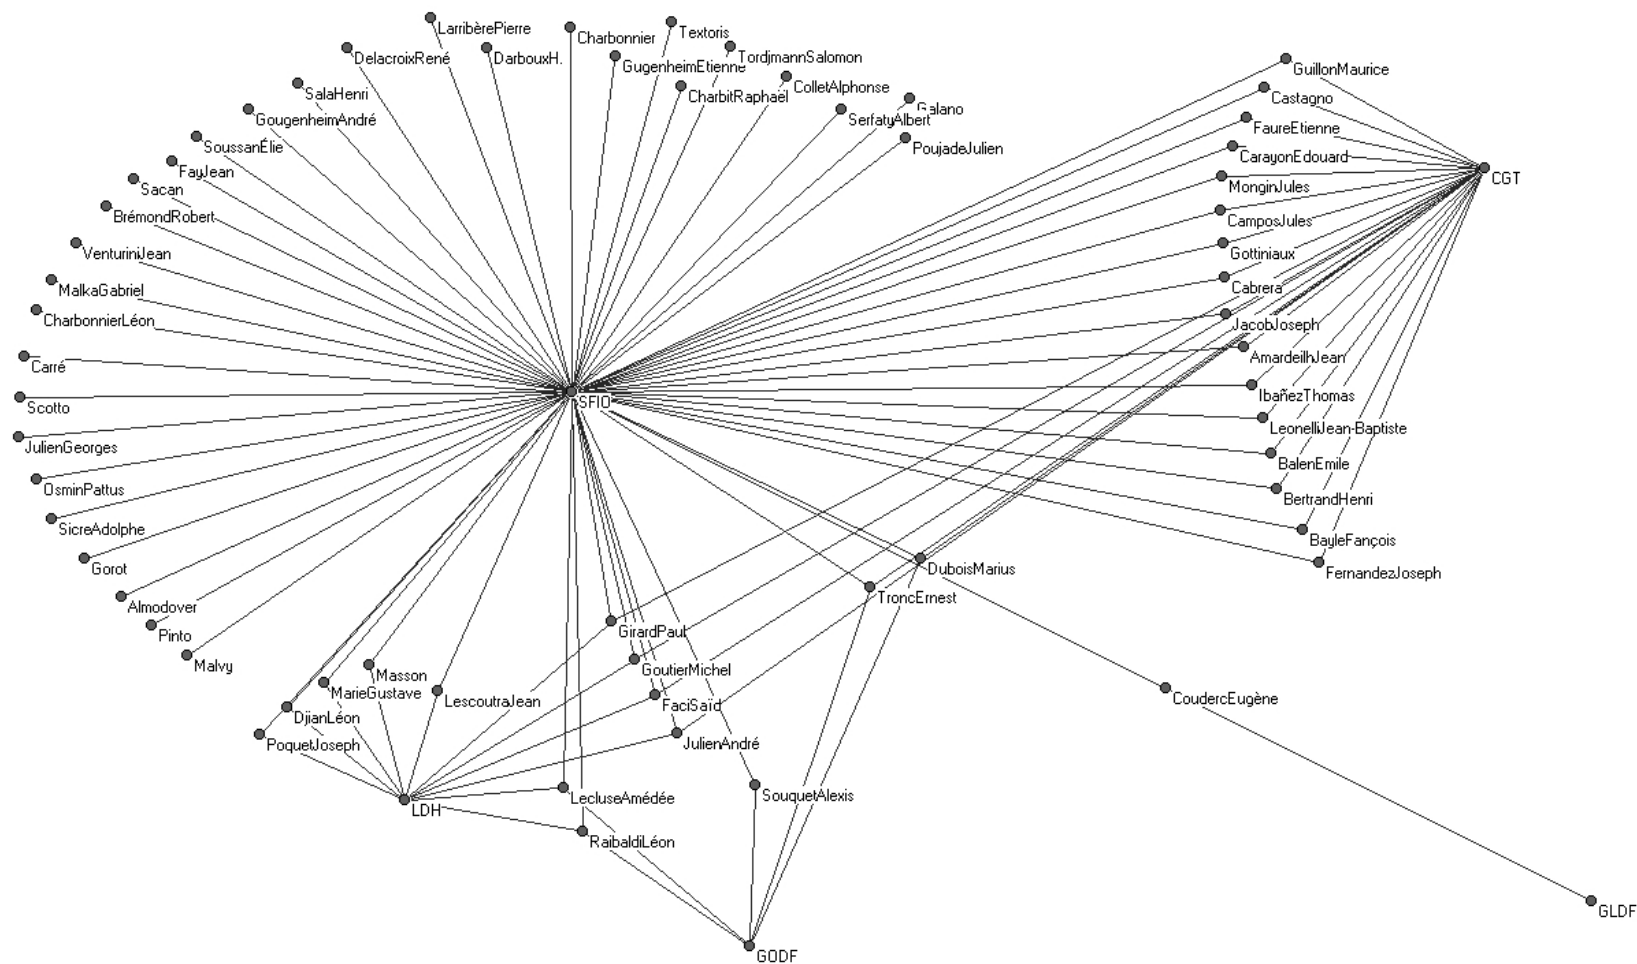 LarribèrePierre
Charbonnier
Textoris
DelacroixRené
DarbouxH.
GugenheimEtienne
TordjmannSalomon
SalaHenri
CharbitRaphaël
ColletAlphonse
GougenheimAndré
SerfatyAlbert
Galano
SoussanÉlie
PoujadeJulien
FayJean
Sacan
BrémondRobert
VenturiniJean
MalkaGabriel
CharbonnierLéon
Carré
Scotto
SFIO
JulienGeorges
OsminPattus
SicreAdolphe
Gorot
Almodover
Pinto
Malvy
GuillonMaurice
Castagno
FaureEtienne
CarayonEdouard
CGT
MonginJules
CamposJules
Gottiniaux
Cabrera
JacobJoseph
AmardeilhJean
IbañezThomas
LeonelliJean-Baptiste
BalenEmile
BertrandHenri
BayleFançois
FernandezJoseph
DuboisMarius
TroncErnest
GirardPaul
GoutierMichel
FaciSaïd
JulienAndré
Masson
MarieGustave
LescoutraJean
DjianLéon
PoquetJoseph
LDH
LecluseAmédée
RaibaldiLéon
SouquetAlexis
CoudercEugène
GLDF
GODF